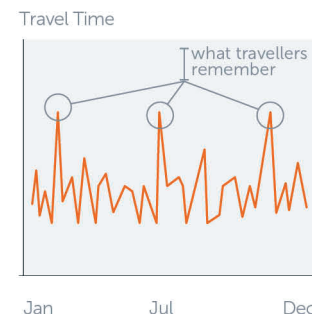 Travel Time
what travellers
remember
Jan
Jul
Dec